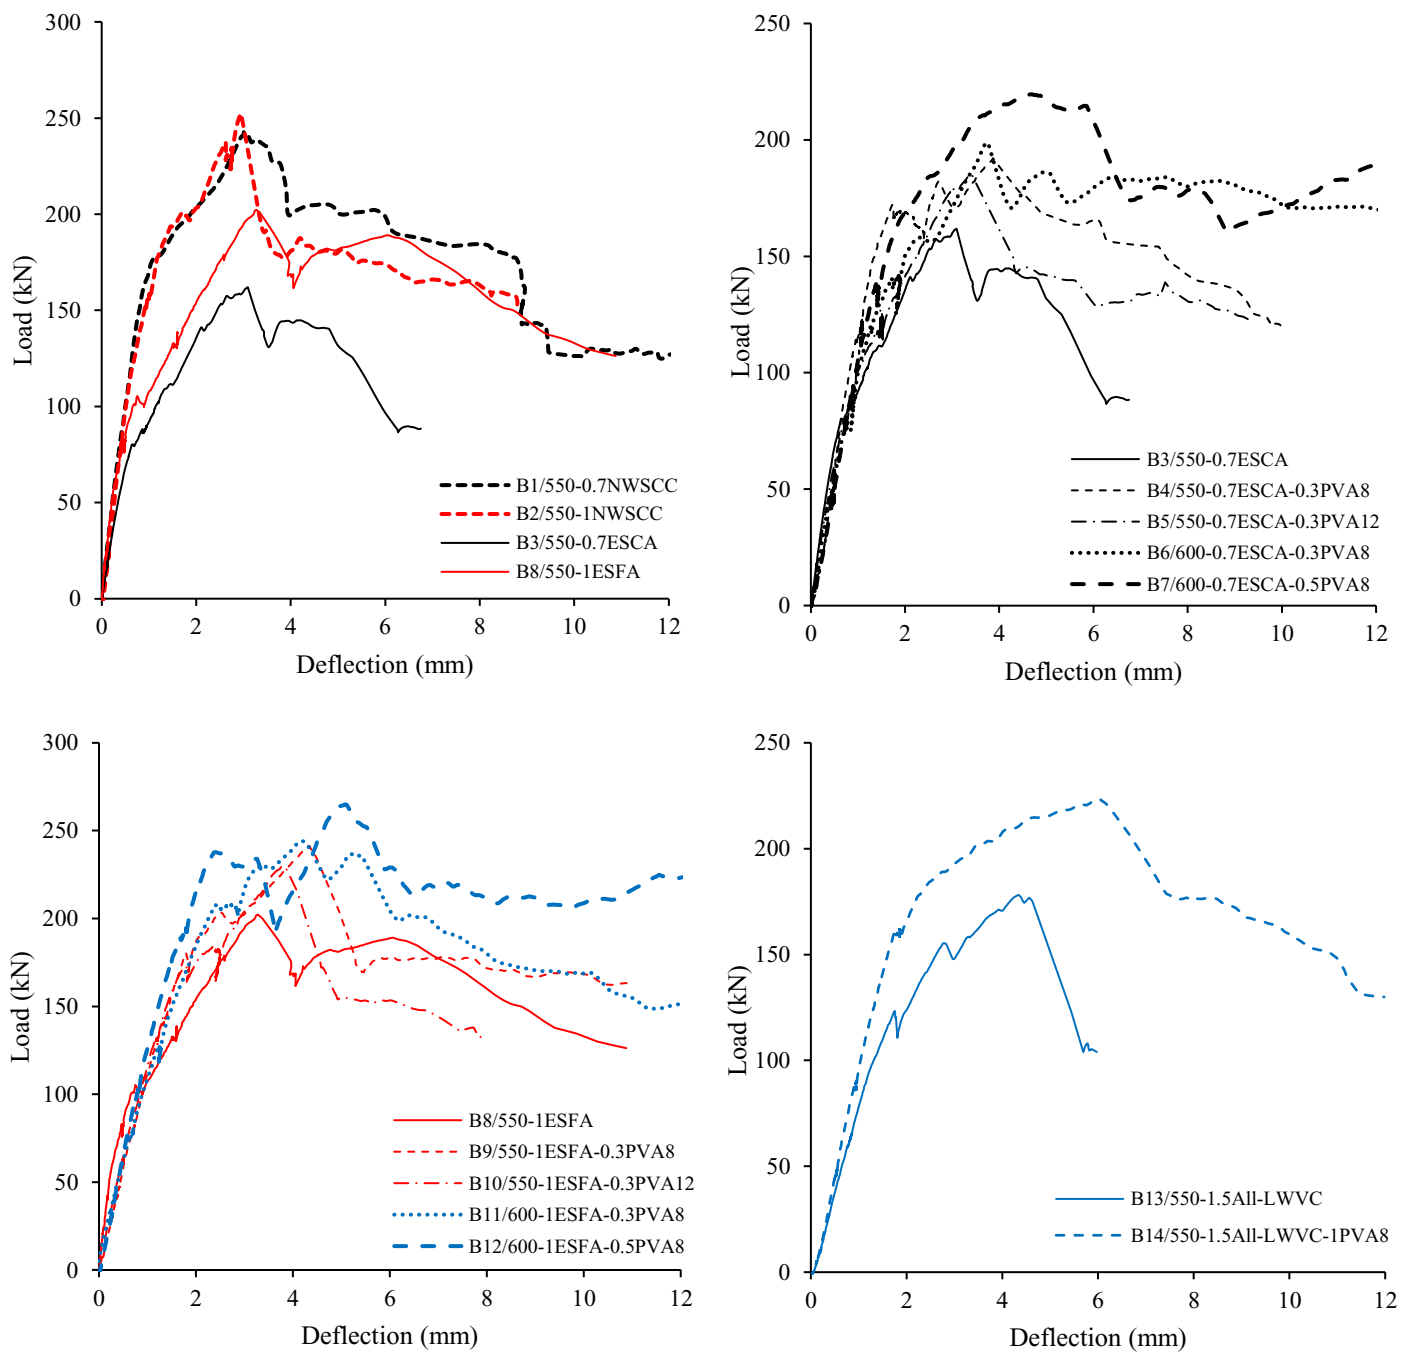 300
250
200
150
100
50
0
0 2 4 6 8 10 12
Load (kN)
Deflection (mm)
B1/550-0.7NWSCC
B2/550-1NWSCC
B3/550-0.7ESCA
B8/550-1ESFA
250
200
150
100
50
0
0 2 4 6 8 10 12
Load (kN)
Deflection (mm)
B3/550-0.7ESCA
B4/550-0.7ESCA-0.3PVA8
B5/550-0.7ESCA-0.3PVA12
B6/600-0.7ESCA-0.3PVA8
B7/600-0.7ESCA-0.5PVA8
300
250
200
150
100
50
0
0 2 4 6 8 10 12
Load (kN)
Deflection (mm)
B8/550-1ESFA
B9/550-1ESFA-0.3PVA8
B10/550-1ESFA-0.3PVA12
B11/600-1ESFA-0.3PVA8
B12/600-1ESFA-0.5PVA8
250
200
150
100
50
0
0 2 4 6 8 10 12
Load (kN)
Deflection (mm)
B13/550-1.5All-LWVC
B14/550-1.5All-LWVC-1PVA8